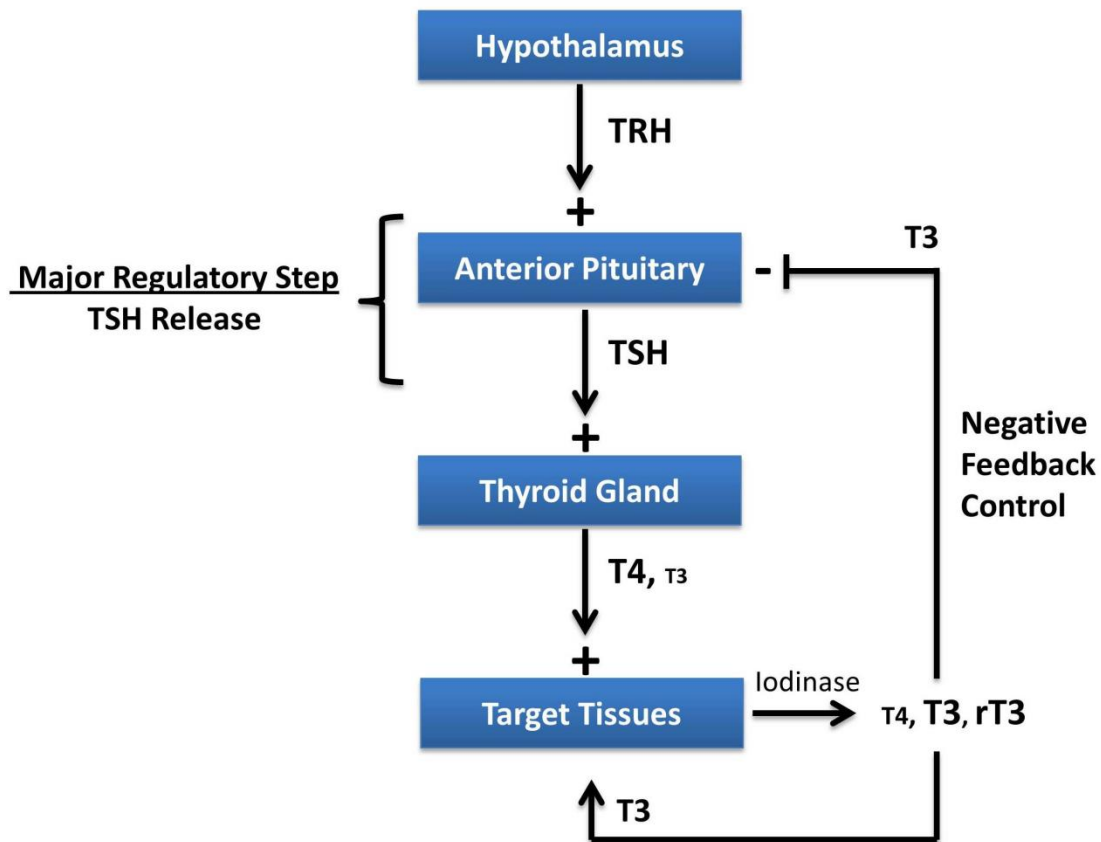 Hypothalamus
TRH
+
Anterior Pituitary
-
T3
Major Regulatory Step
TSH Release
TSH
+
Negative
Feedback
Control
Thyroid Gland
T4, T3
+
Target Tissues
Iodinase
T4, T3, rT3
T3